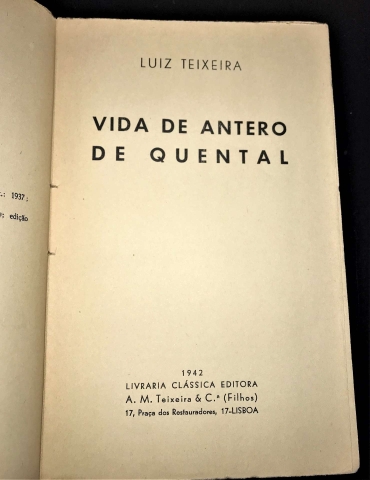 .: 1937;
; edição
LUIZ TEIXEIRA
VIDA DE ANTERO
DE QUENTAL
1942
LIVRARIA CLÁSSICA EDITORA
A. M. Teixeira & C.ª (Filhos)
17, Praça dos Restauradores, 17-LISBOA